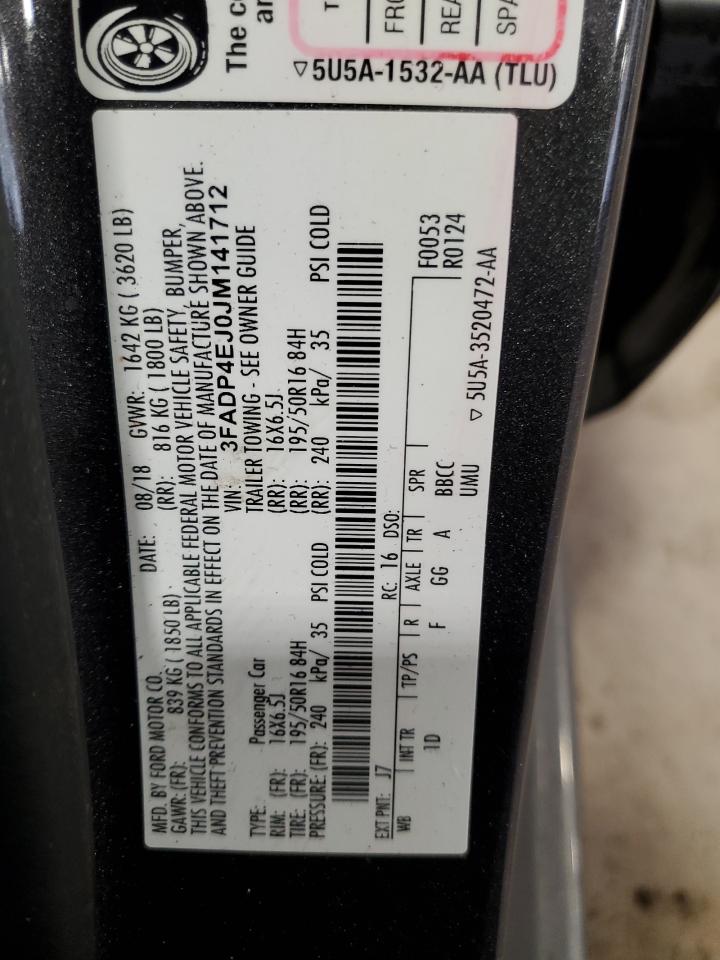 The co
an
T
FRO
REA
SPA
▽5U5A-1532-AA (TLU)
MFD. BY FORD MOTOR CO. DATE: 08/18 GVWR: 1642 KG ( 3620 LB)
GAWR: (FR): 839 KG ( 1850 LB) (RR): 816 KG ( 1800 LB)
THIS VEHICLE CONFORMS TO ALL APPLICABLE FEDERAL MOTOR VEHICLE SAFETY, BUMPER,
AND THEFT PREVENTION STANDARDS IN EFFECT ON THE DATE OF MANUFACTURE SHOWN ABOVE.
VIN: 3FADP4EJ0JM141712
TYPE: Passenger Car TRAILER TOWING - SEE OWNER GUIDE
RIM: (FR): 16X6.5J (RR): 16X6.5J
TIRE: (FR): 195/50R16 84H (RR): 195/50R16 84H
PRESSURE: (FR): 240 kPa/ 35 PSI COLD (RR): 240 kPa/ 35 PSI COLD
EXT PNT: J7 RC: 16 DSO: F0053
WB INT TR TP/PS R AXLE TR SPR R0124
1D F GG A BBCC
UMU
▽ 5U5A-3520472-AA